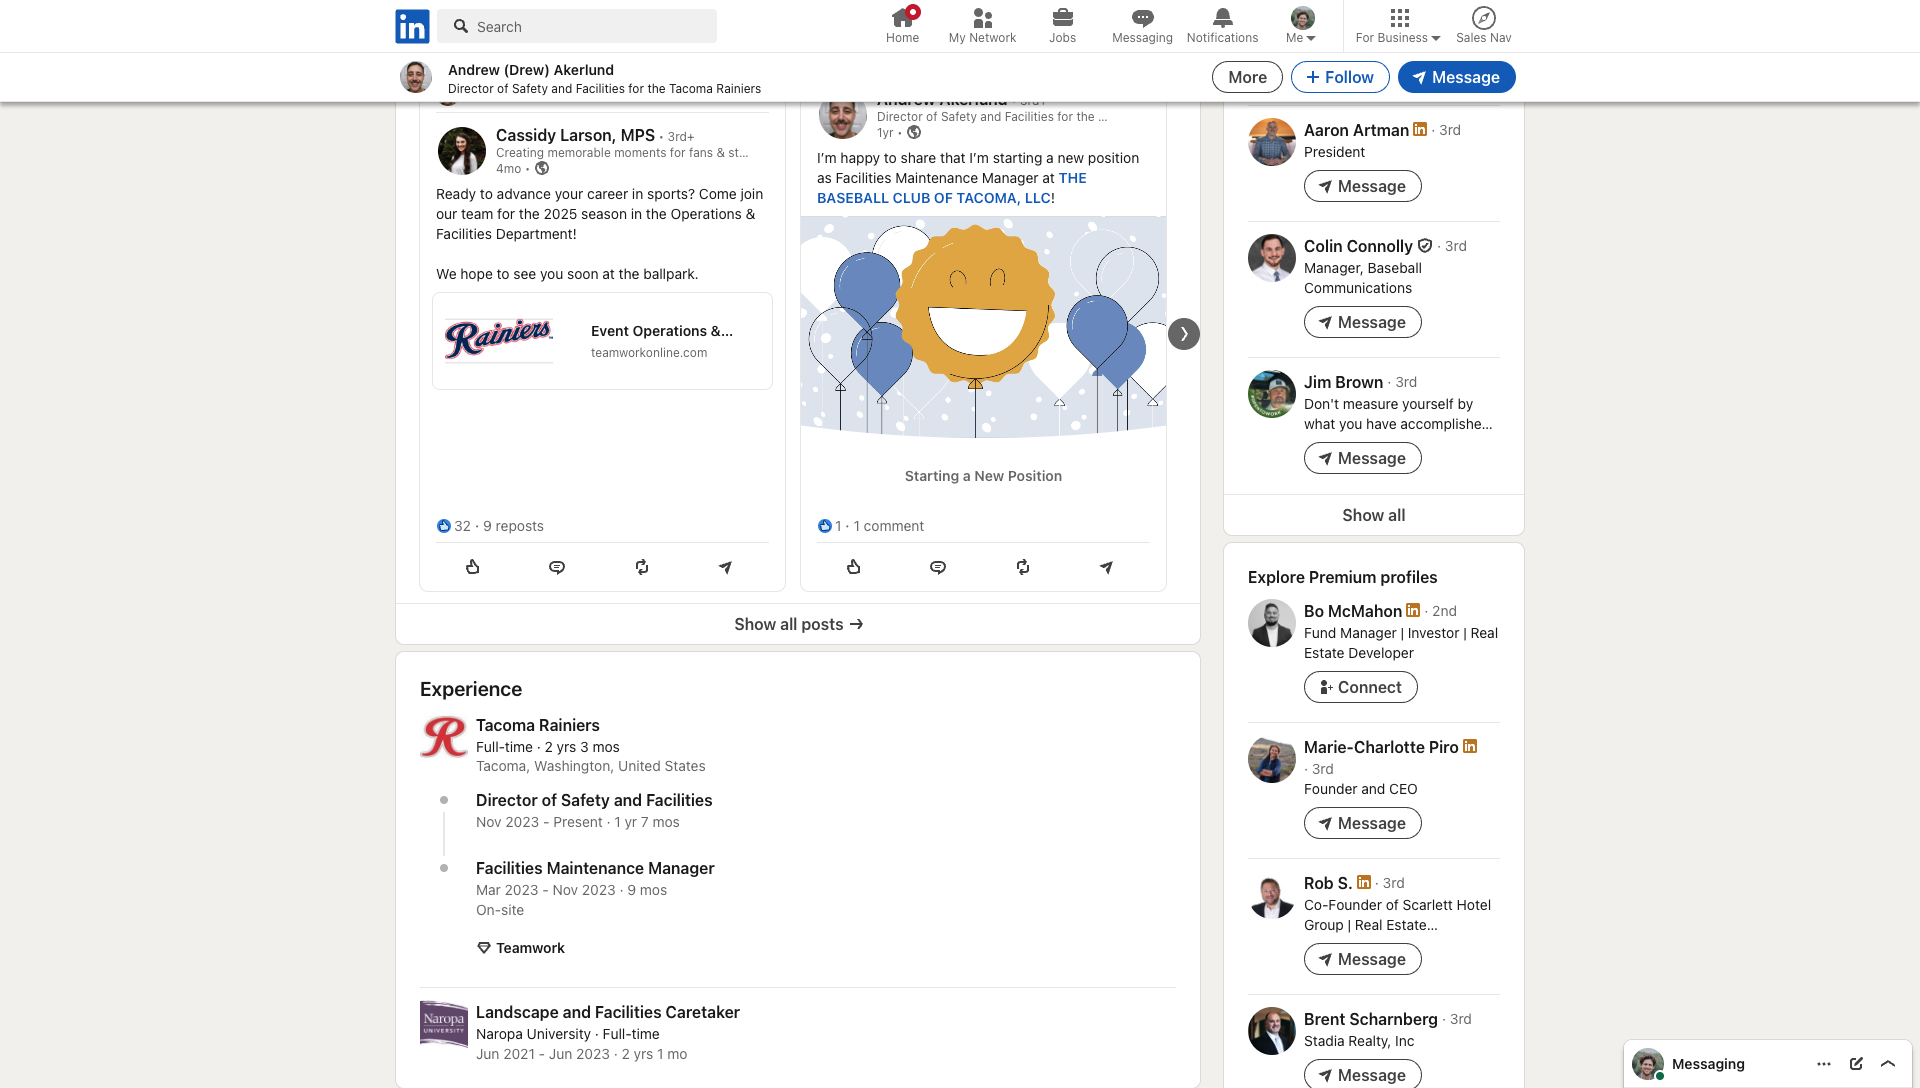 in
Search
Home
My Network
Jobs
Messaging
Notifications
Me
For Business
Sales Nav
Andrew (Drew) Akerlund
Director of Safety and Facilities for the Tacoma Rainiers
More
+ Follow
Message
Cassidy Larson, MPS · 3rd+
Creating memorable moments for fans & st...
4mo ·
Ready to advance your career in sports? Come join
our team for the 2025 season in the Operations &
Facilities Department!
We hope to see you soon at the ballpark.
Rainiers
Event Operations &...
teamworkonline.com
32 · 9 reposts
Andrew Akerlund · 3rd+
Director of Safety and Facilities for the ...
1yr ·
I'm happy to share that I'm starting a new position
as Facilities Maintenance Manager at THE
BASEBALL CLUB OF TACOMA, LLC!
Starting a New Position
1 · 1 comment
Show all posts →
Experience
R
Tacoma Rainiers
Full-time · 2 yrs 3 mos
Tacoma, Washington, United States
Director of Safety and Facilities
Nov 2023 - Present · 1 yr 7 mos
Facilities Maintenance Manager
Mar 2023 - Nov 2023 · 9 mos
On-site
Teamwork
Naropa
UNIVERSITY
Landscape and Facilities Caretaker
Naropa University · Full-time
Jun 2021 - Jun 2023 · 2 yrs 1 mo
Aaron Artman in · 3rd
President
Message
Colin Connolly · 3rd
Manager, Baseball
Communications
Message
Jim Brown · 3rd
Don't measure yourself by
what you have accomplishe...
Message
Show all
Explore Premium profiles
Bo McMahon in · 2nd
Fund Manager | Investor | Real
Estate Developer
Connect
Marie-Charlotte Piro in
· 3rd
Founder and CEO
Message
Rob S. in · 3rd
Co-Founder of Scarlett Hotel
Group | Real Estate...
Message
Brent Scharnberg · 3rd
Stadia Realty, Inc
Message
Messaging